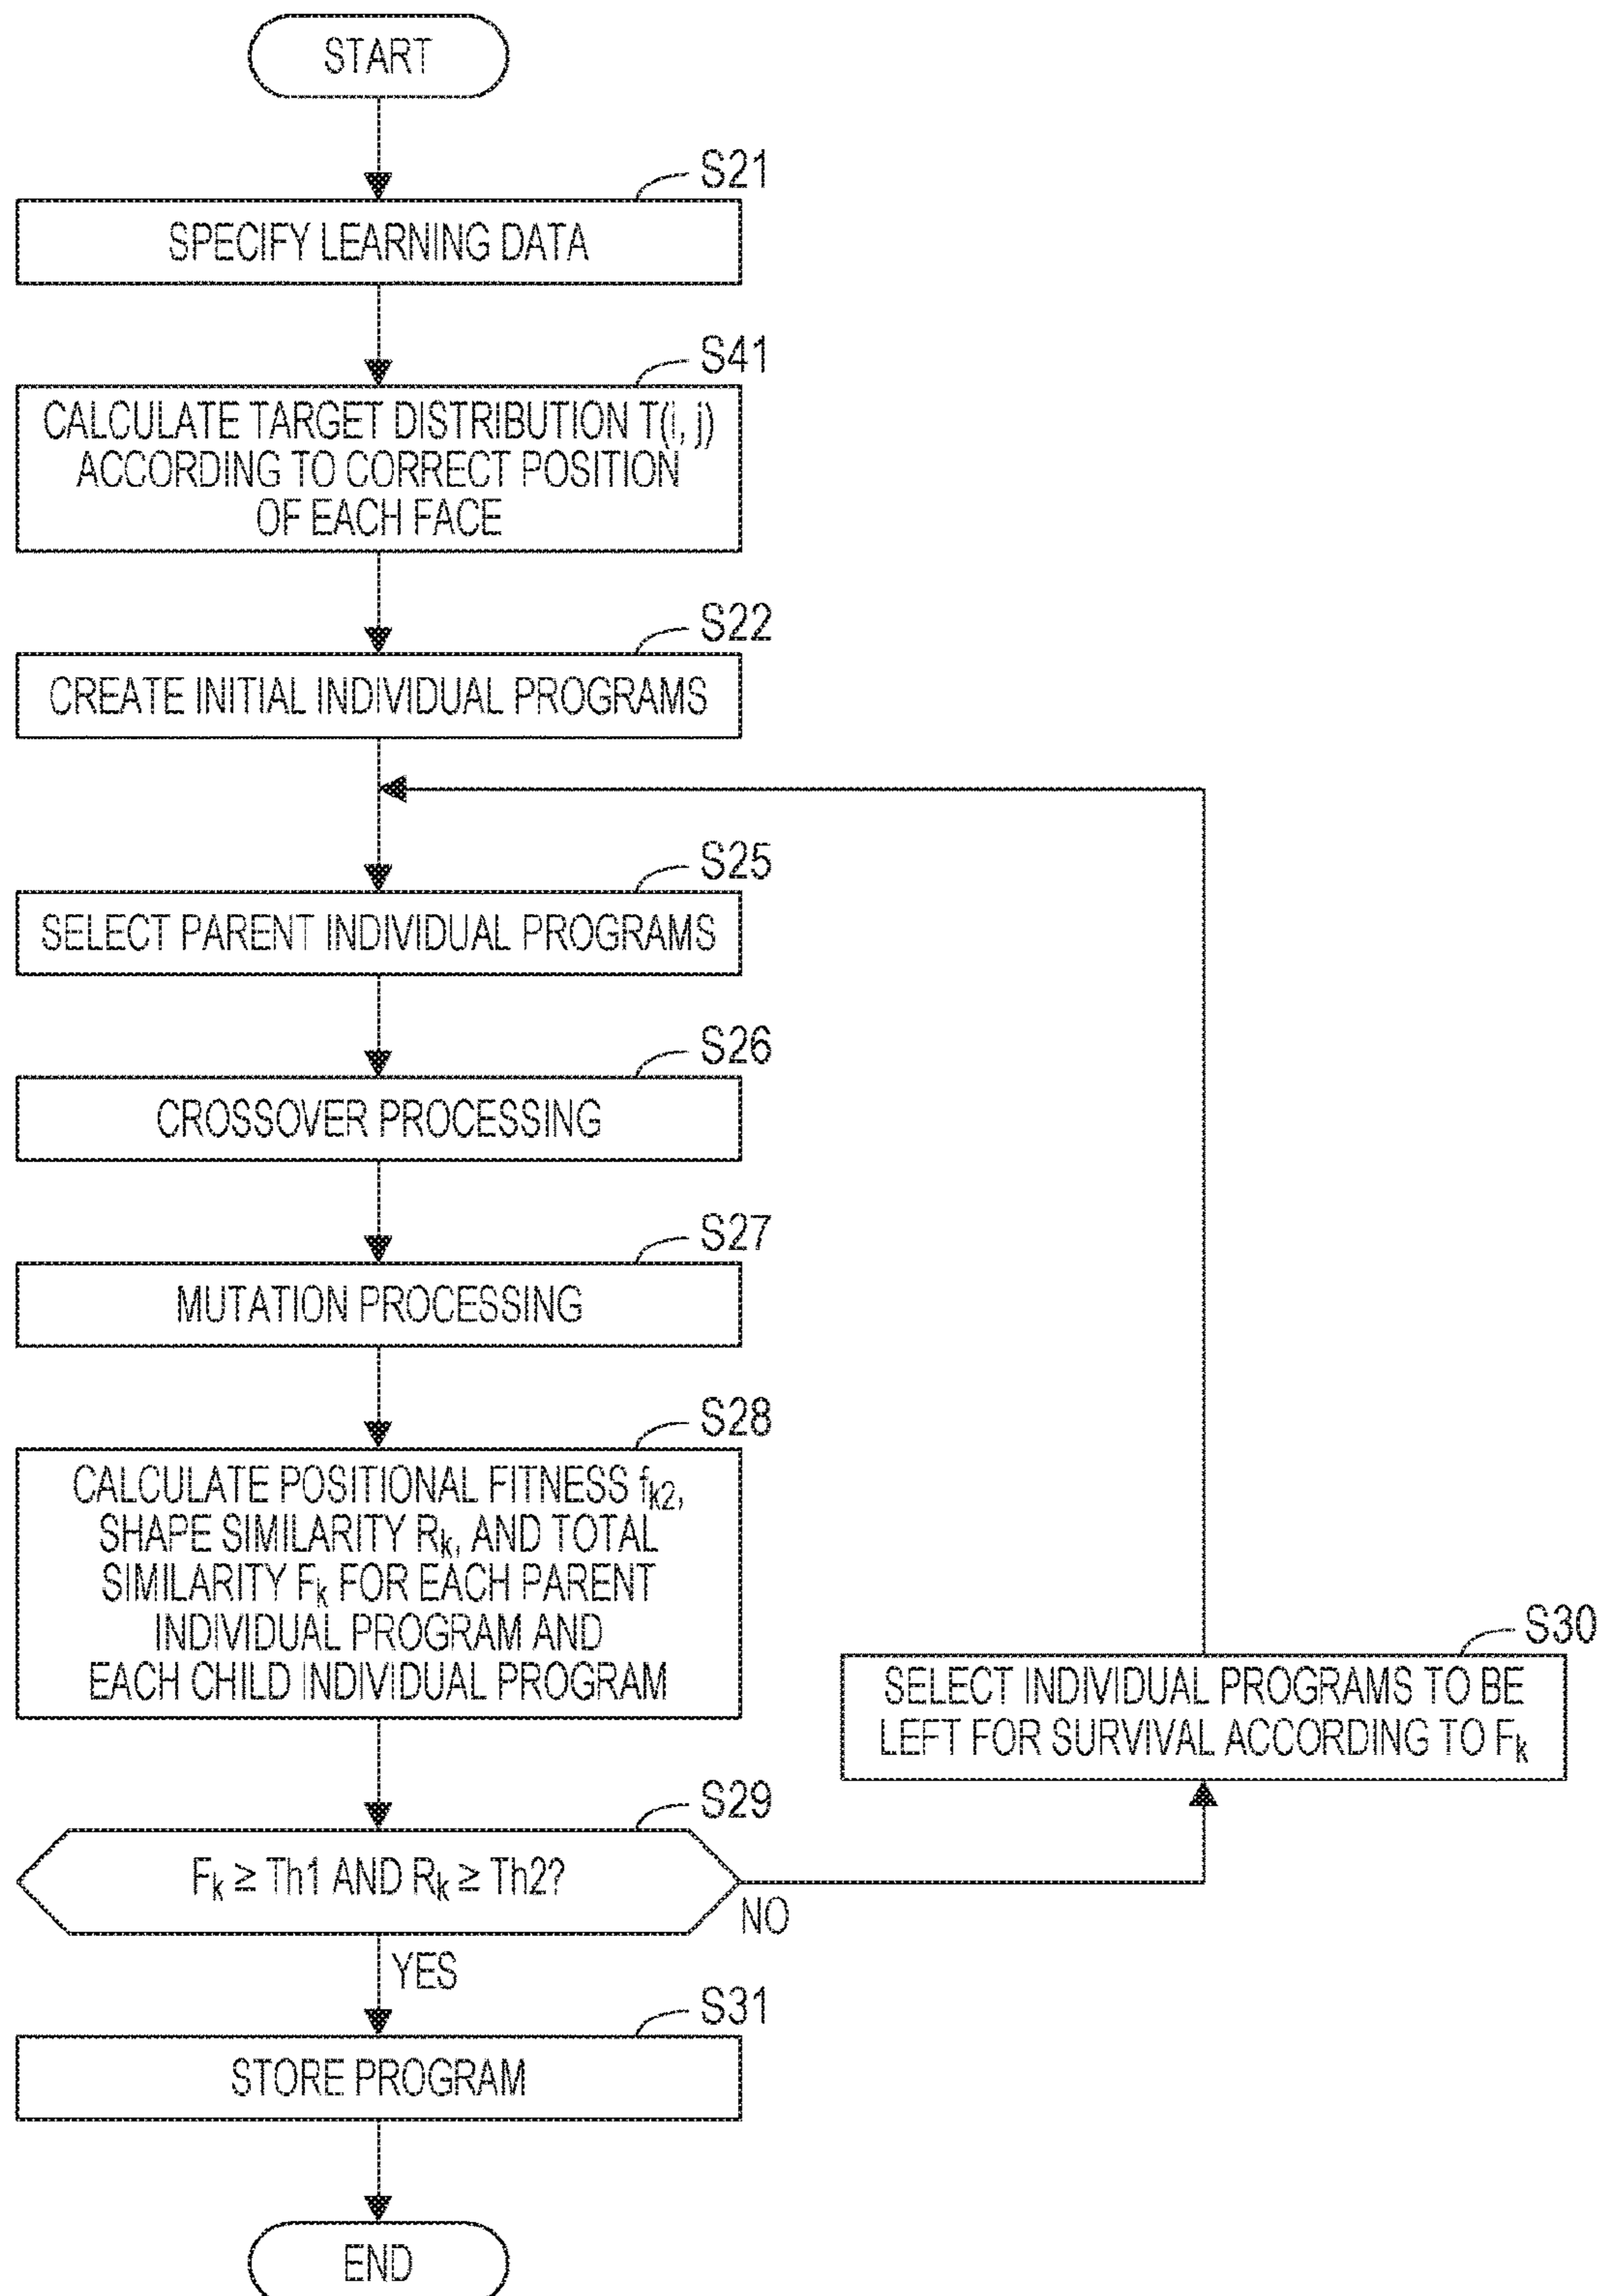 START
S21
SPECIFY LEARNING DATA
S41
CALCULATE TARGET DISTRIBUTION T(i, j)
ACCORDING TO CORRECT POSITION
OF EACH FACE
S22
CREATE INITIAL INDIVIDUAL PROGRAMS
S25
SELECT PARENT INDIVIDUAL PROGRAMS
S26
CROSSOVER PROCESSING
S27
MUTATION PROCESSING
S28
CALCULATE POSITIONAL FITNESS fk2,
SHAPE SIMILARITY Rk, AND TOTAL
SIMILARITY Fk FOR EACH PARENT
INDIVIDUAL PROGRAM AND
EACH CHILD INDIVIDUAL PROGRAM
S30
SELECT INDIVIDUAL PROGRAMS TO BE
LEFT FOR SURVIVAL ACCORDING TO Fk
S29
Fk ≥ Th1 AND Rk ≥ Th2?
NO
YES
S31
STORE PROGRAM
END